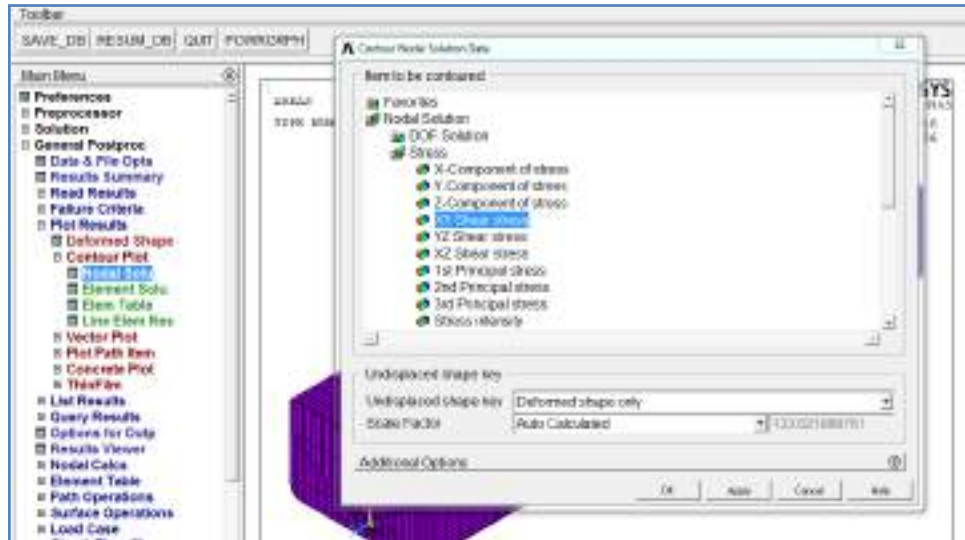 Toolbar
SAVE_DB RESUM_DB QUIT POWRGRPH
Main Menu
Preferences
Preprocessor
Solution
General Postproc
Data & File Opts
Results Summary
Read Results
Failure Criteria
Plot Results
Deformed Shape
Contour Plot
Nodal Solu
Element Solu
Elem Table
Line Elem Res
Vector Plot
Plot Path Item
Concrete Plot
ThinFilm
List Results
Query Results
Options for Outp
Results Viewer
Nodal Calcs
Element Table
Path Operations
Surface Operations
Load Case
AREAS
TYPE NUM
Contour Nodal Solution Data
Item to be contoured
Favorites
Nodal Solution
DOF Solution
Stress
X-Component of stress
Y-Component of stress
Z-Component of stress
XY Shear stress
YZ Shear stress
XZ Shear stress
1st Principal stress
2nd Principal stress
3rd Principal stress
Stress intensity
Undisplaced shape key
Undisplaced shape key Deformed shape only
Scale Factor Auto Calculated
Additional Options
OK Apply Cancel Help
SYS